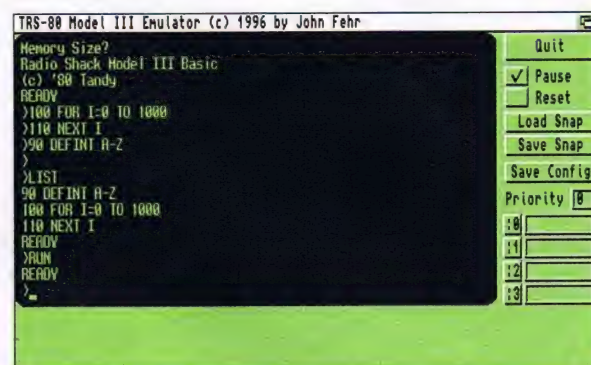 TRS-80 Model III Emulator (c) 1996 by John Fehr
Memory Size?
Radio Shack Model III Basic
(c) '80 Tandy
READY
>100 FOR I=0 TO 1000
>110 NEXT I
>90 DEFINT A-Z
>
>LIST
90 DEFINT A-Z
100 FOR I=0 TO 1000
110 NEXT I
READY
>RUN
READY
>_
Quit
Pause
Reset
Load Snap
Save Snap
Save Config
Priority 0
:0
:1
:2
:3